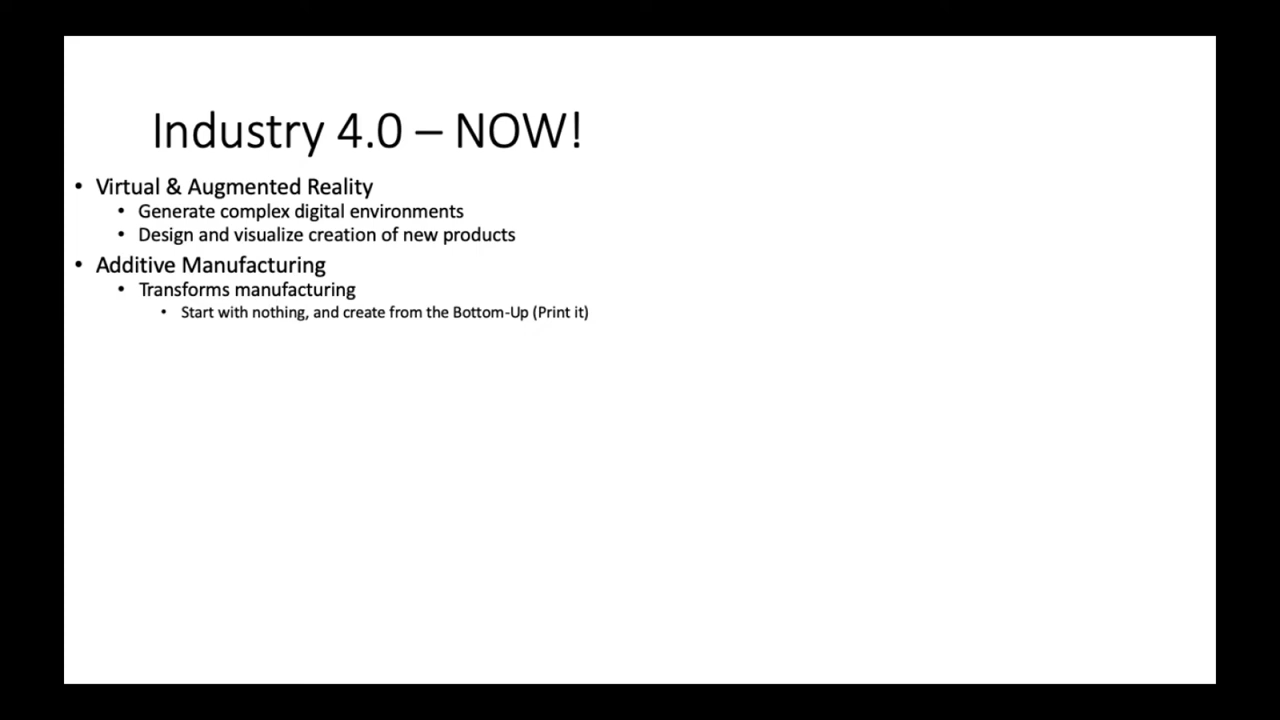 Industry 4.0 – NOW!
• Virtual & Augmented Reality
• Generate complex digital environments
• Design and visualize creation of new products
• Additive Manufacturing
• Transforms manufacturing
• Start with nothing, and create from the Bottom-Up (Print it)